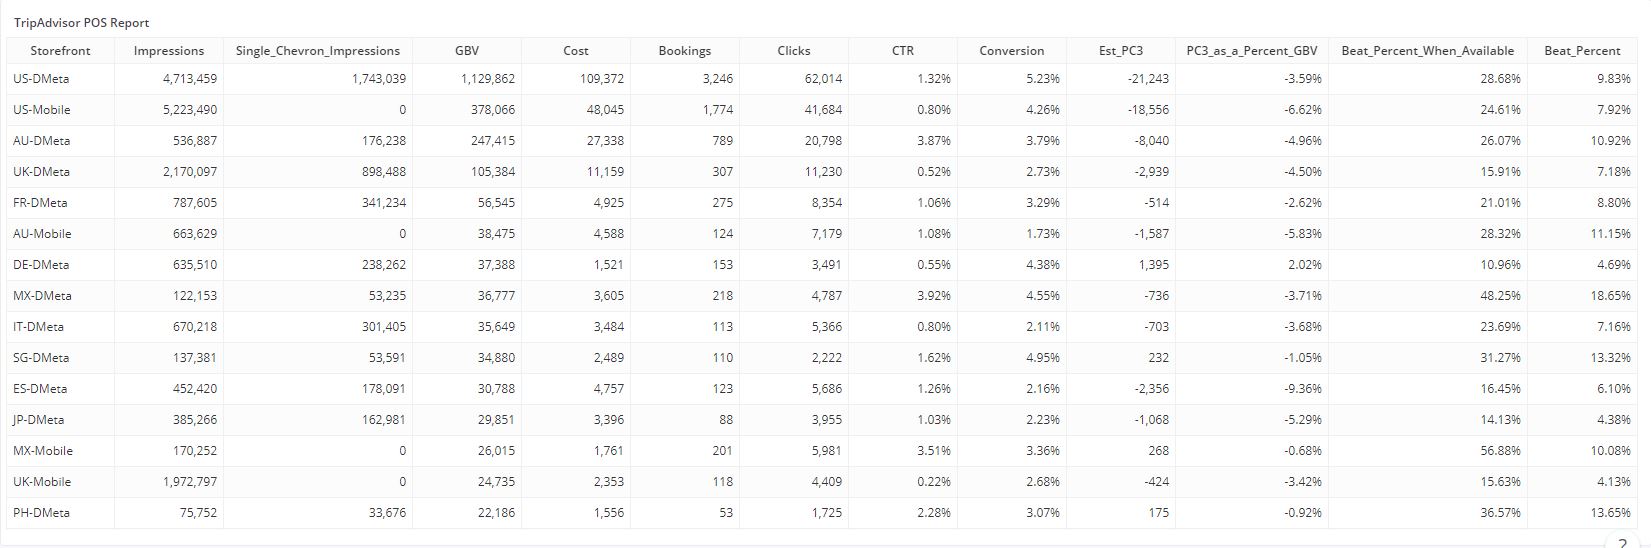 TripAdvisor POS Report
Storefront Impressions Single_Chevron_Impressions GBV Cost Bookings Clicks CTR Conversion Est_PC3 PC3_as_a_Percent_GBV Beat_Percent_When_Available Beat_Percent
US-DMeta 4,713,459 1,743,039 1,129,862 109,372 3,246 62,014 1.32% 5.23% -21,243 -3.59% 28.68% 9.83%
US-Mobile 5,223,490 0 378,066 48,045 1,774 41,684 0.80% 4.26% -18,556 -6.62% 24.61% 7.92%
AU-DMeta 536,887 176,238 247,415 27,338 789 20,798 3.87% 3.79% -8,040 -4.96% 26.07% 10.92%
UK-DMeta 2,170,097 898,488 105,384 11,159 307 11,230 0.52% 2.73% -2,939 -4.50% 15.91% 7.18%
FR-DMeta 787,605 341,234 56,545 4,925 275 8,354 1.06% 3.29% -514 -2.62% 21.01% 8.80%
AU-Mobile 663,629 0 38,475 4,588 124 7,179 1.08% 1.73% -1,587 -5.83% 28.32% 11.15%
DE-DMeta 635,510 238,262 37,388 1,521 153 3,491 0.55% 4.38% 1,395 2.02% 10.96% 4.69%
MX-DMeta 122,153 53,235 36,777 3,605 218 4,787 3.92% 4.55% -736 -3.71% 48.25% 18.65%
IT-DMeta 670,218 301,405 35,649 3,484 113 5,366 0.80% 2.11% -703 -3.68% 23.69% 7.16%
SG-DMeta 137,381 53,591 34,880 2,489 110 2,222 1.62% 4.95% 232 -1.05% 31.27% 13.32%
ES-DMeta 452,420 178,091 30,788 4,757 123 5,686 1.26% 2.16% -2,356 -9.36% 16.45% 6.10%
JP-DMeta 385,266 162,981 29,851 3,396 88 3,955 1.03% 2.23% -1,068 -5.29% 14.13% 4.38%
MX-Mobile 170,252 0 26,015 1,761 201 5,981 3.51% 3.36% 268 -0.68% 56.88% 10.08%
UK-Mobile 1,972,797 0 24,735 2,353 118 4,409 0.22% 2.68% -424 -3.42% 15.63% 4.13%
PH-DMeta 75,752 33,676 22,186 1,556 53 1,725 2.28% 3.07% 175 -0.92% 36.57% 13.65%
?